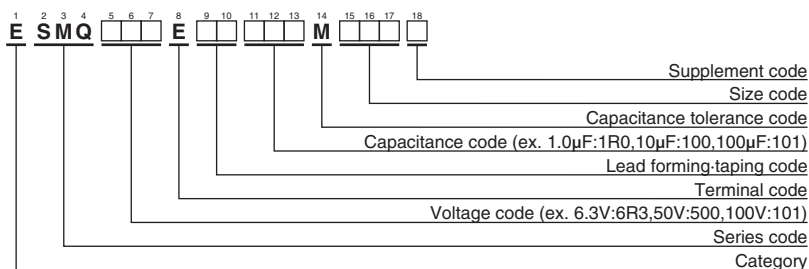 1 2 3 4 5 6 7 8 9 10 11 12 13 14 15 16 17 18
E SMQ □□□ E □□ □□□ M □□□ □
Supplement code
Size code
Capacitance tolerance code
Capacitance code (ex. 1.0μF:1R0,10μF:100,100μF:101)
Lead forming·taping code
Terminal code
Voltage code (ex. 6.3V:6R3,50V:500,100V:101)
Series code
Category